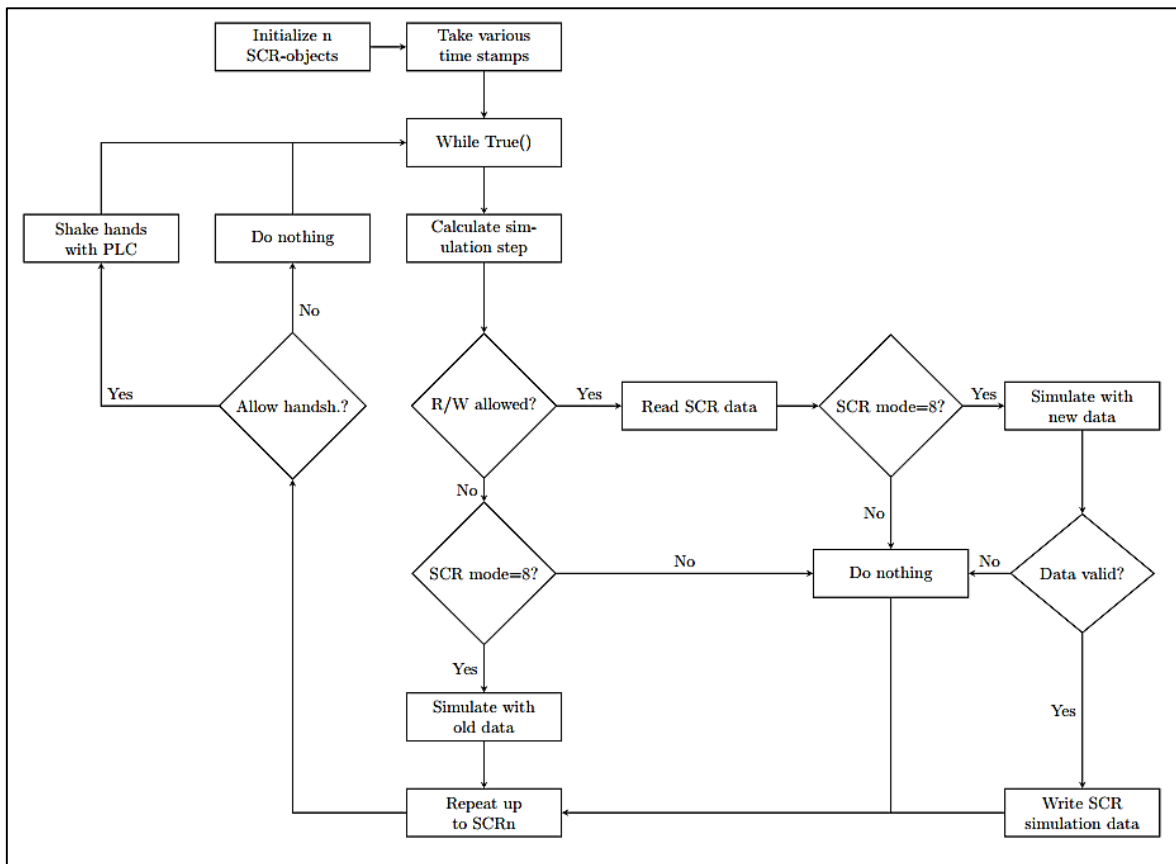 Initialize n
SCR-objects
Take various
time stamps
While True()
Shake hands
with PLC
Do nothing
Calculate sim-
ulation step
No
Yes
Allow handsh.?
R/W allowed?
Yes
Read SCR data
SCR mode=8?
Yes
Simulate with
new data
No
No
SCR mode=8?
No
Do nothing
No
Data valid?
Yes
Simulate with
old data
Yes
Repeat up
to SCRn
Write SCR
simulation data